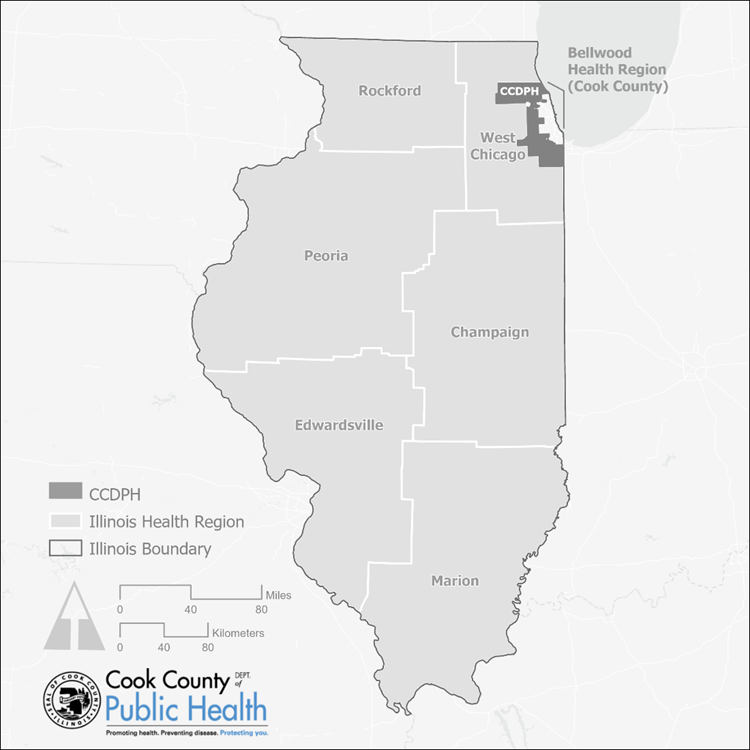 Bellwood
Health Region
(Cook County)
Rockford
CCDPH
West
Chicago
Peoria
Champaign
Edwardsville
Marion
CCDPH
Illinois Health Region
Illinois Boundary
0 40 80 Miles
0 40 80 Kilometers
SEAL OF COOK COUNTY
ILLINOIS
Cook County DEPT. of
Public Health
Promoting health. Preventing disease. Protecting you.